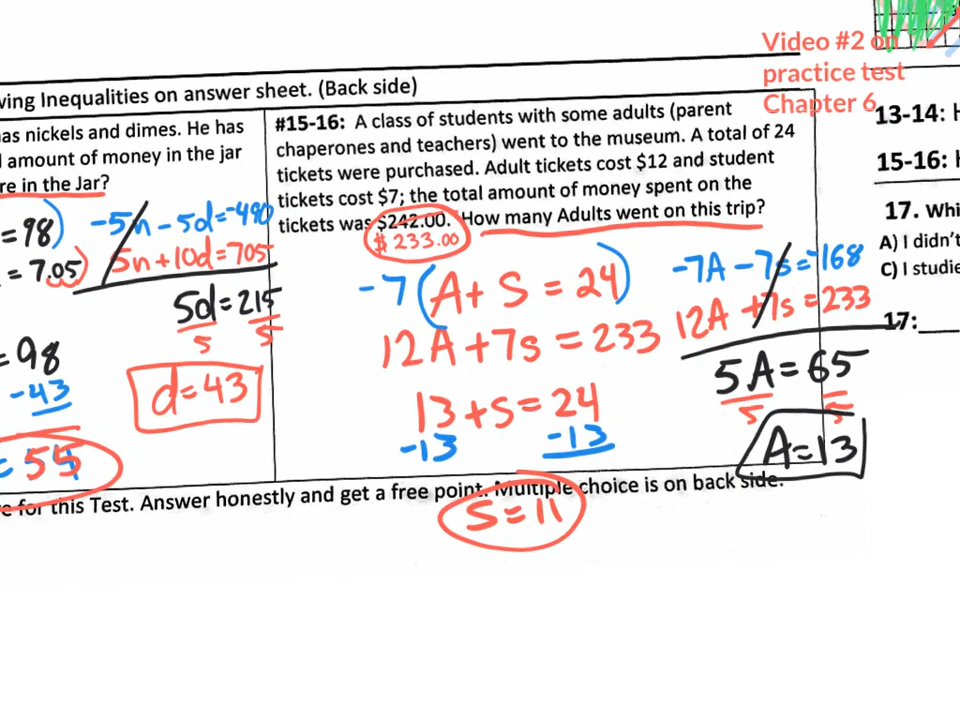 Video #2 on
practice test
Chapter 6
ving Inequalities on answer sheet. (Back side)
as nickels and dimes. He has
amount of money in the jar
re in the Jar?
=98)
= 7.05)
-5n - 5d=-490
5n+10d=705
5d=215
5 5
d=43
=98
-43
= 55
#15-16: A class of students with some adults (parent
chaperones and teachers) went to the museum. A total of 24
tickets were purchased. Adult tickets cost $12 and student
tickets cost $7; the total amount of money spent on the
tickets was $242.00. How many Adults went on this trip?
$ 233.00
-7(A+ S = 24)
12A+7s = 233
13+s=24
-13 -13
S=11
-7A-7s=-168
12A+7s=233
5A=65
5 5
A=13
e for this Test. Answer honestly and get a free point. Multiple choice is on back side.
13-14: H
15-16: H
17. Whi
A) I didn't
C) I studie
17:___